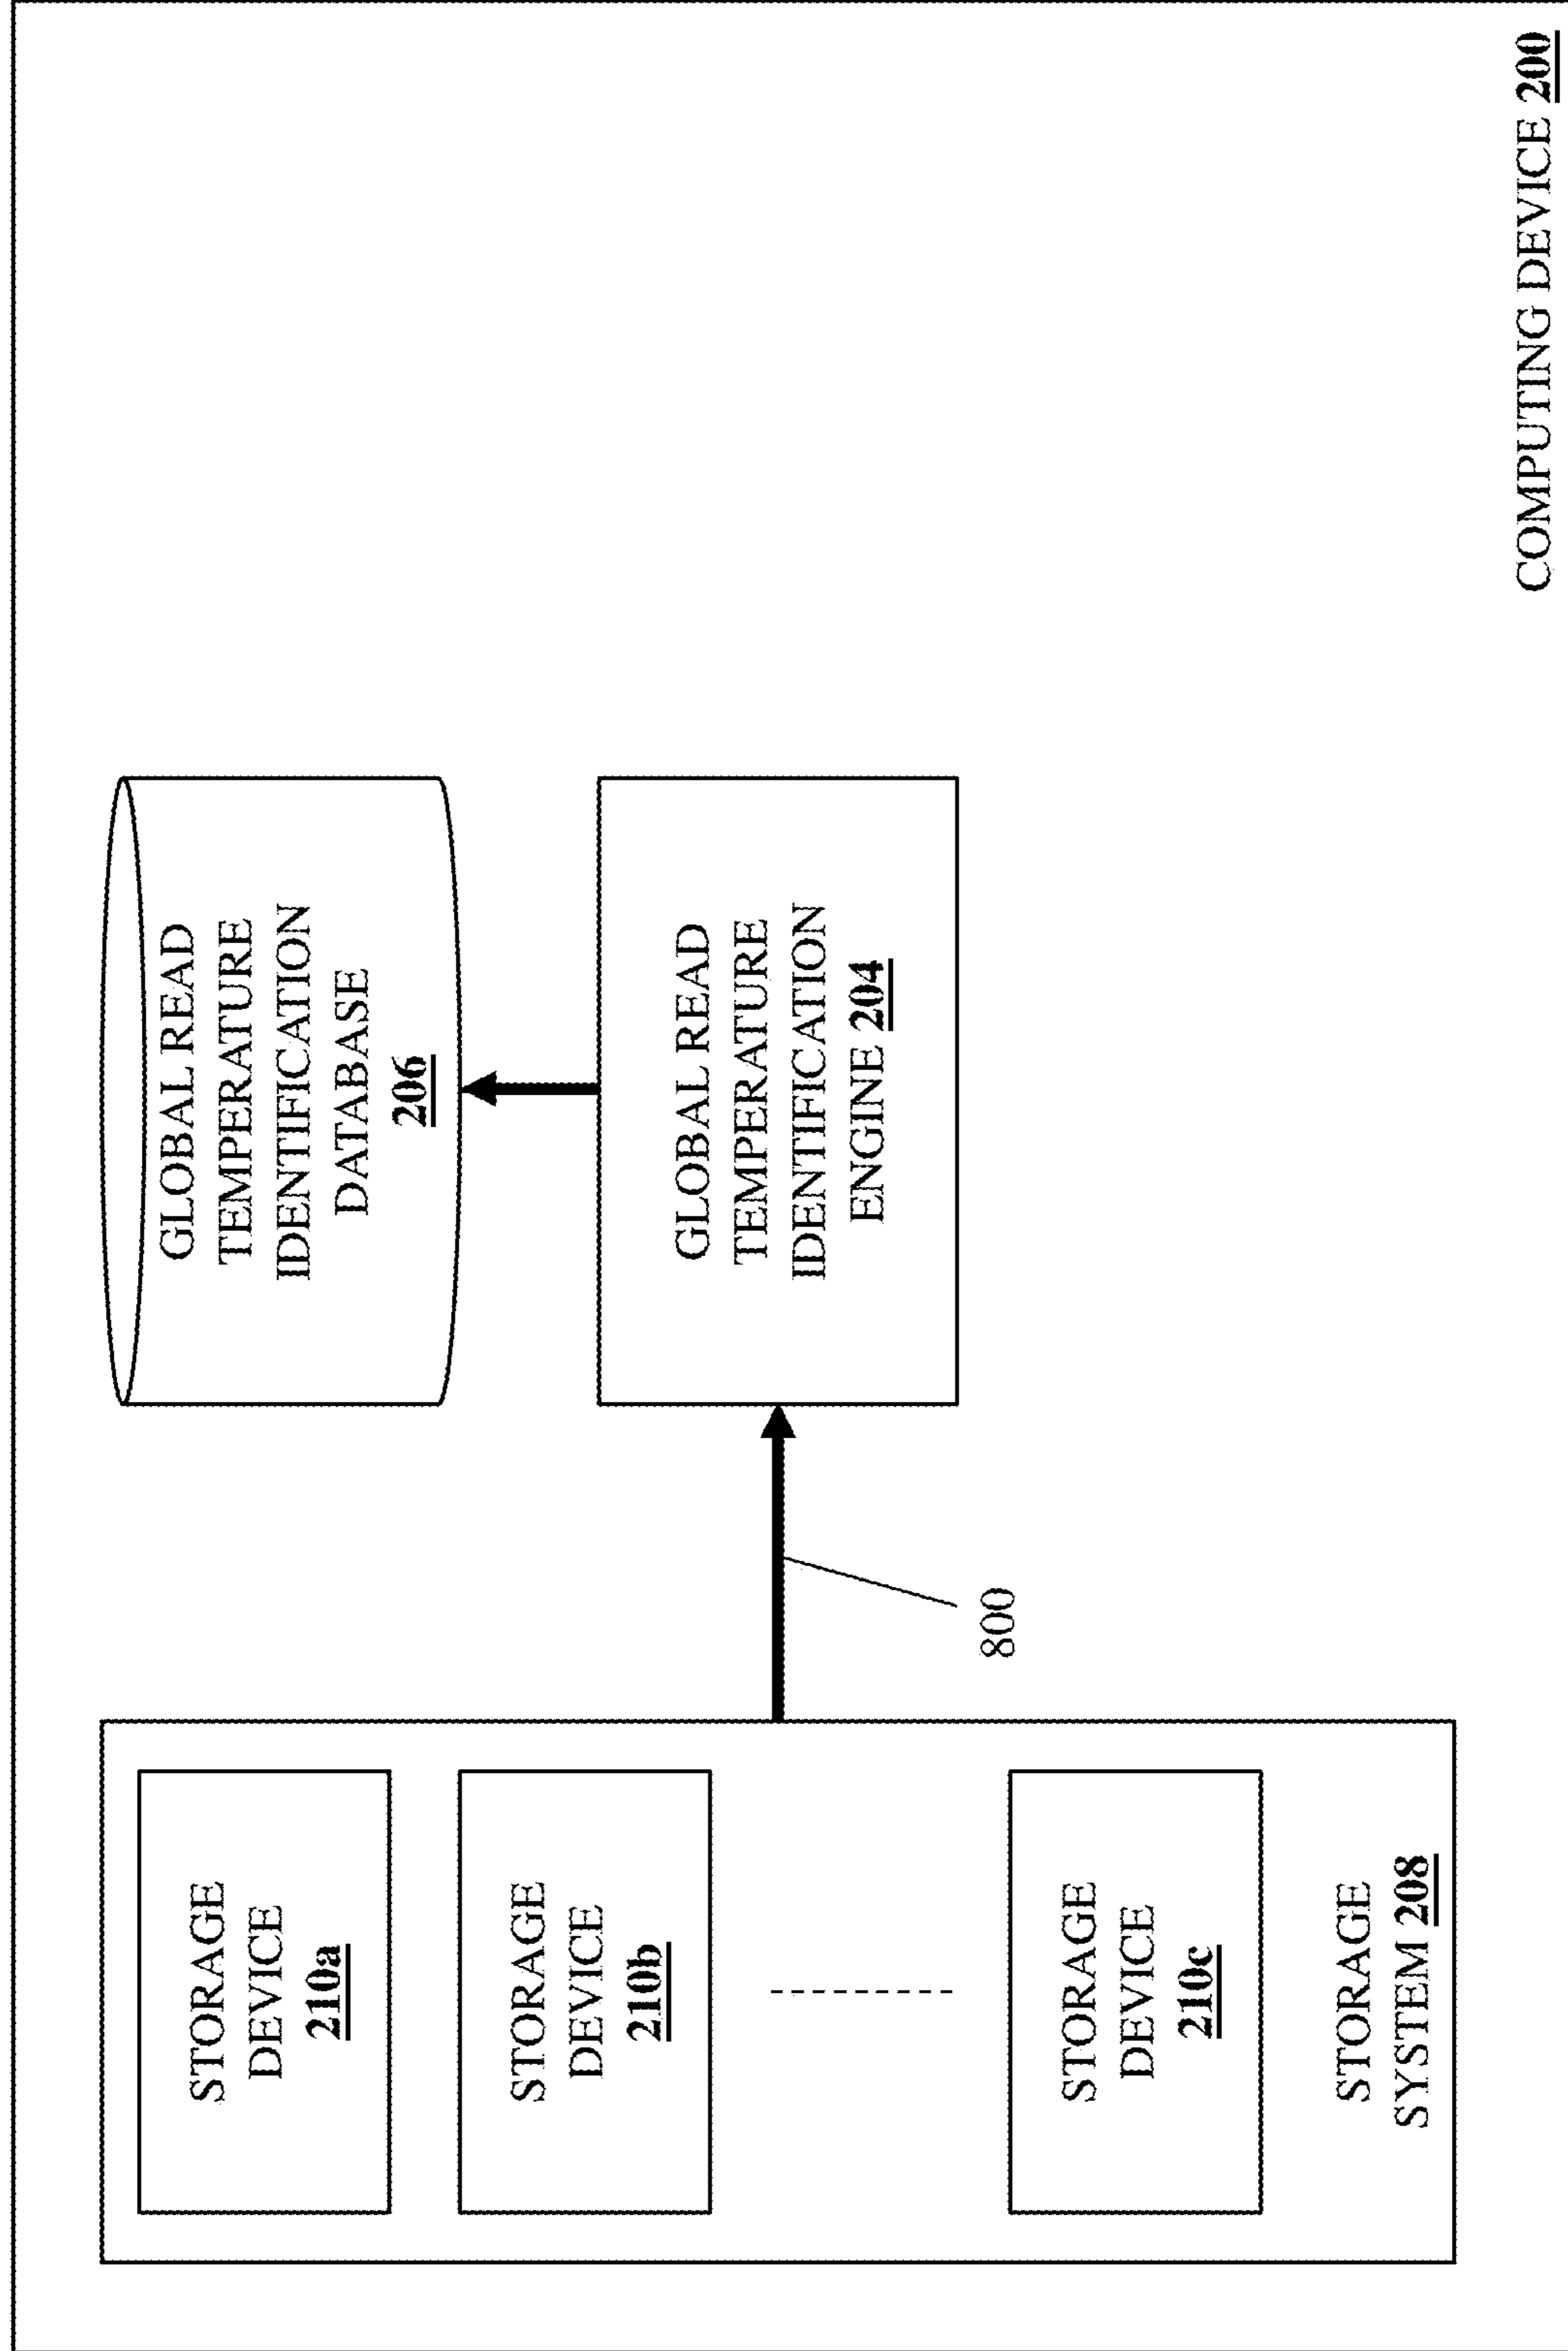 STORAGE
DEVICE
210a
STORAGE
DEVICE
210b
STORAGE
DEVICE
210c
STORAGE
SYSTEM 208
800
GLOBAL READ
TEMPERATURE
IDENTIFICATION
DATABASE
206
GLOBAL READ
TEMPERATURE
IDENTIFICATION
ENGINE 204
COMPUTING DEVICE 200